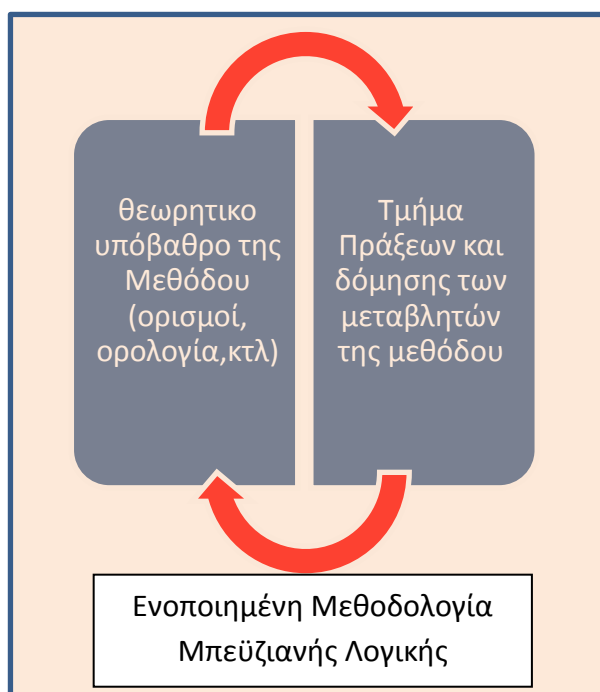 θεωρητικο
υπόβαθρο της
Μεθόδου
(ορισμοί,
ορολογία,κτλ)
Τμήμα
Πράξεων και
δόμησης των
μεταβλητών
της μεθόδου
Ενοποιημένη Μεθοδολογία
Μπεϋζιανής Λογικής